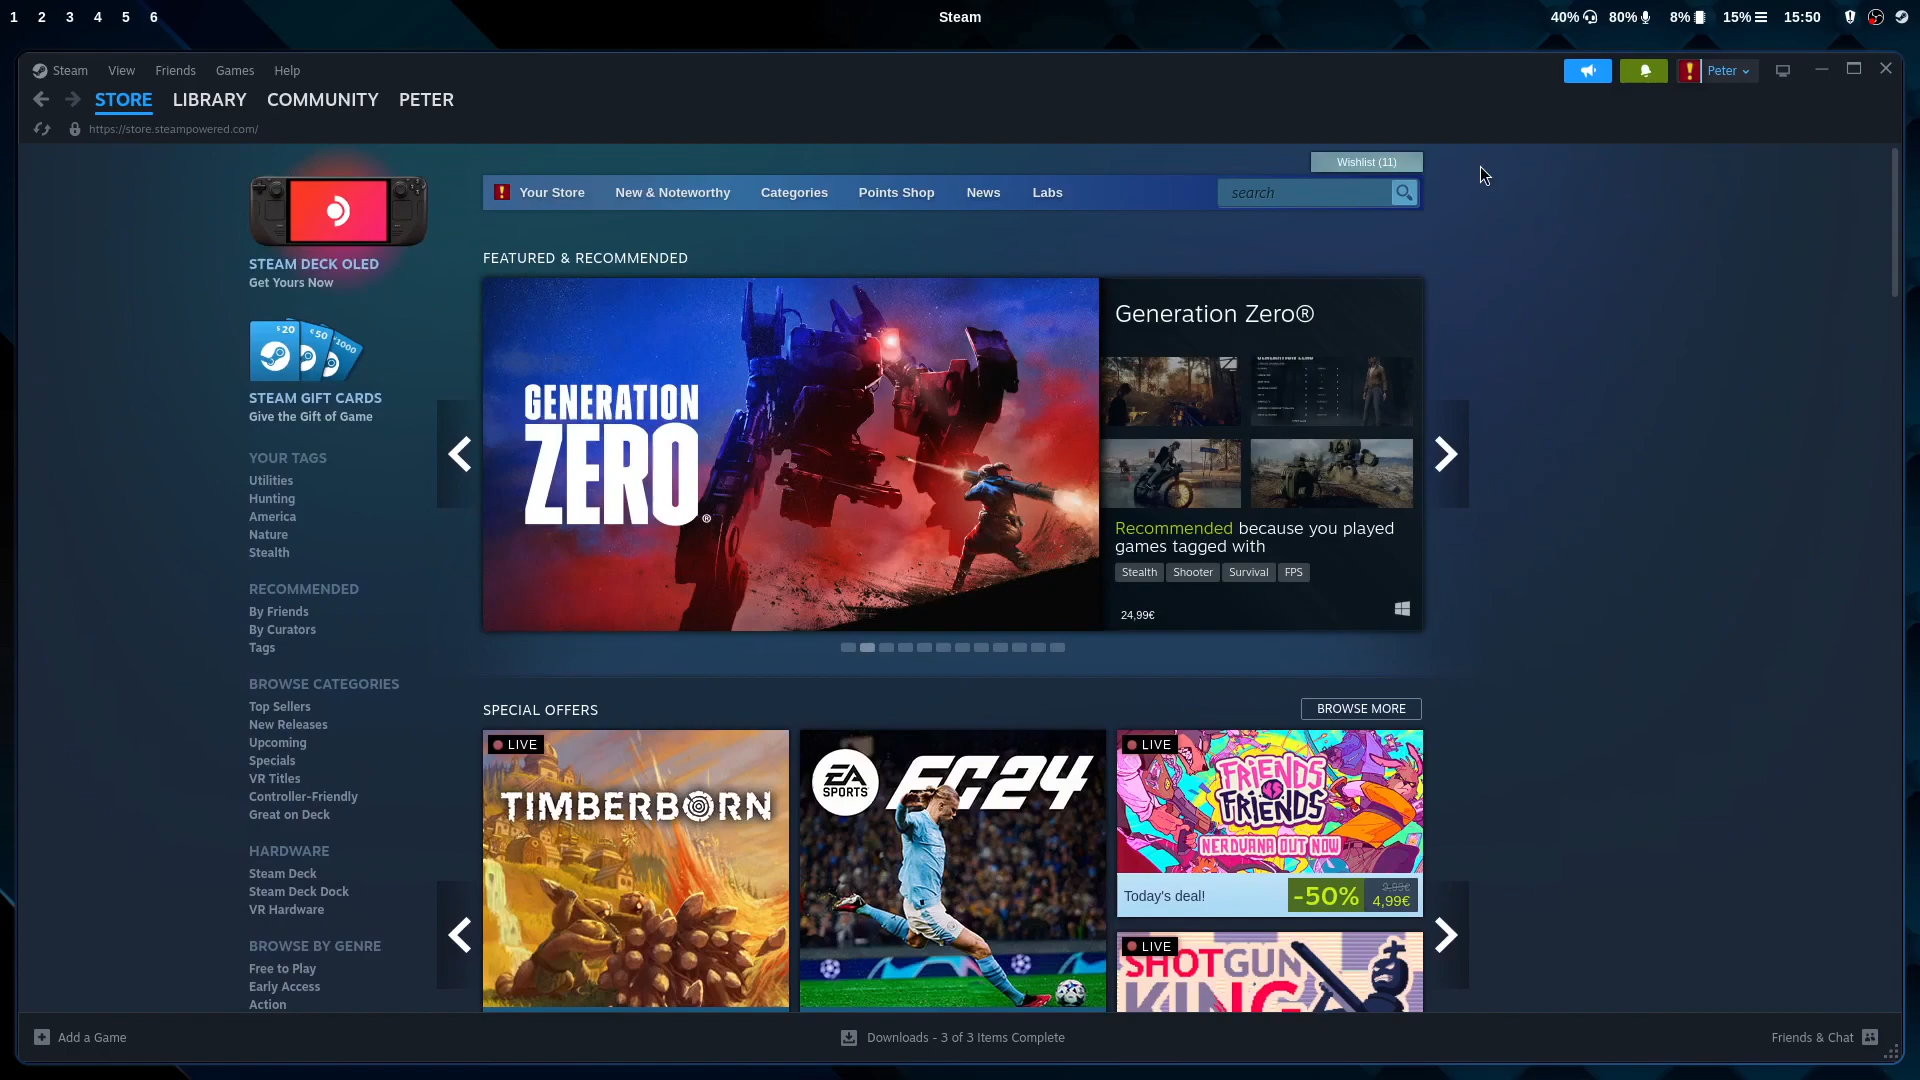 1 2 3 4 5 6
Steam
40% 80% 8% 15% 15:50
Steam View Friends Games Help
Peter
STORE LIBRARY COMMUNITY PETER
https://store.steampowered.com/
Wishlist (11)
Your Store New & Noteworthy Categories Points Shop News Labs
search
STEAM DECK OLED
Get Yours Now
$20 €50 1000
STEAM GIFT CARDS
Give the Gift of Game
YOUR TAGS
Utilities
Hunting
America
Nature
Stealth
RECOMMENDED
By Friends
By Curators
Tags
BROWSE CATEGORIES
Top Sellers
New Releases
Upcoming
Specials
VR Titles
Controller-Friendly
Great on Deck
HARDWARE
Steam Deck
Steam Deck Dock
VR Hardware
BROWSE BY GENRE
Free to Play
Early Access
Action
FEATURED & RECOMMENDED
GENERATION
ZERO®
Generation Zero®
Recommended because you played
games tagged with
Stealth Shooter Survival FPS
24,99€
SPECIAL OFFERS
BROWSE MORE
LIVE
TIMBERBORN
EA
SPORTS
FC24
LIVE
FRIENDS
VS
FRIENDS
NERDVANA OUT NOW
Today's deal!
-50%
9,99€
4,99€
LIVE
SHOTGUN
KING
Add a Game
Downloads - 3 of 3 Items Complete
Friends & Chat